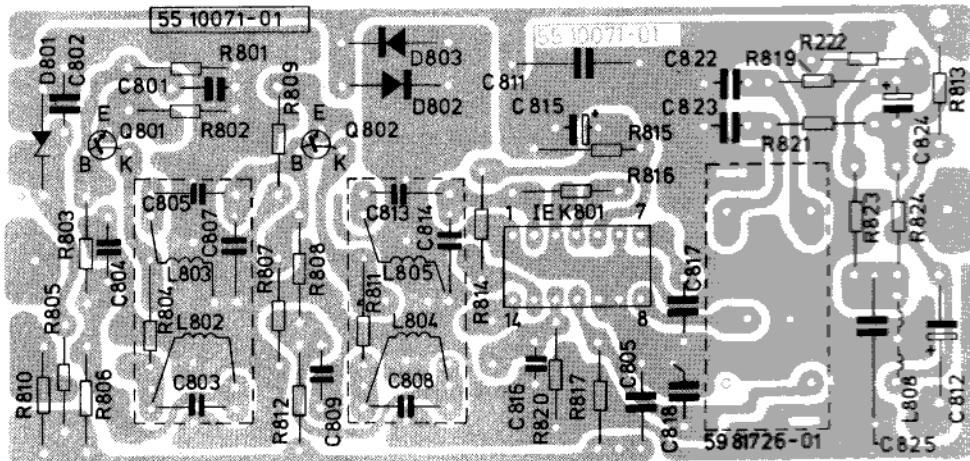 55 10071-01
55 10071-01
D801
C802
C801
R801
R809
D803
D802
C811
C815
C822
C823
R222
R819
R813
C824
E
Q801
B
K
R802
E
Q802
B
K
R815
R816
R821
C805
C807
C813
C814
1
IEK801
7
R803
C804
L803
R804
R807
R808
L805
R811
R814
C817
R823
R824
R805
L802
L804
14
8
R810
R806
C803
R812
C809
C808
C816
R820
R817
C805
C818
5981726-01
L808
C812
C825